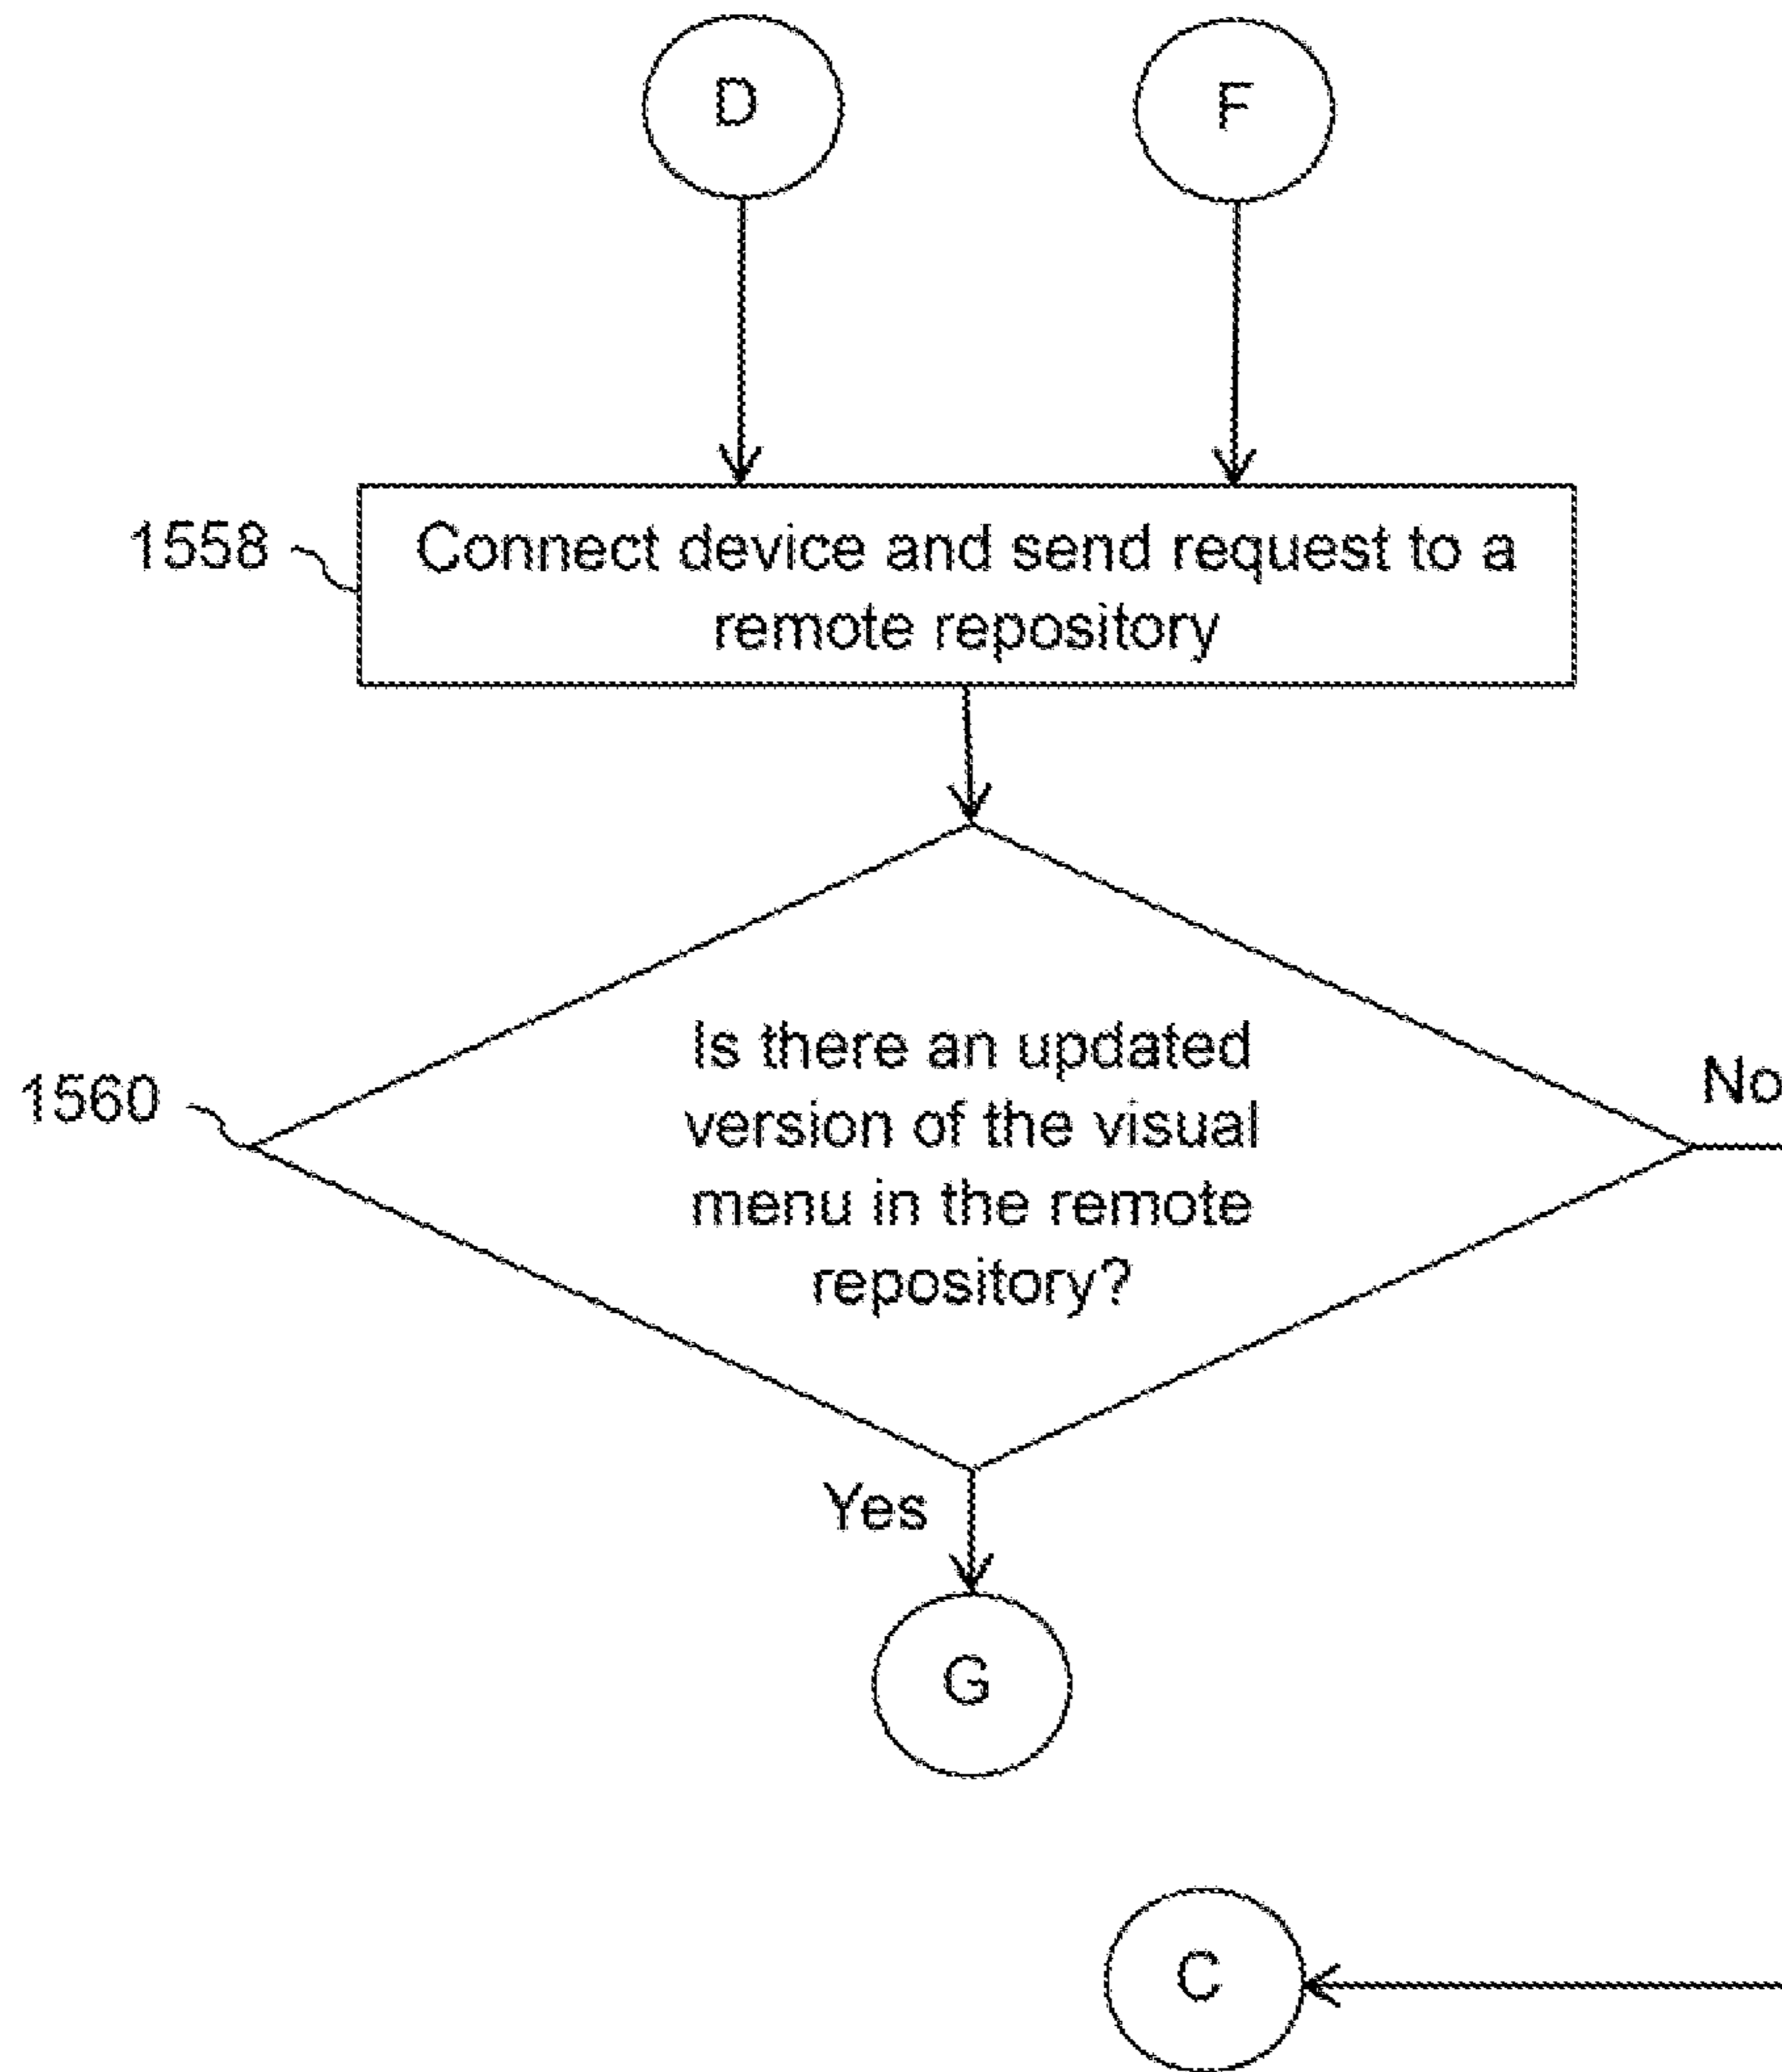 D
F
1558
Connect device and send request to a
remote repository
Is there an updated
version of the visual
menu in the remote
repository?
1560
No
Yes
G
C